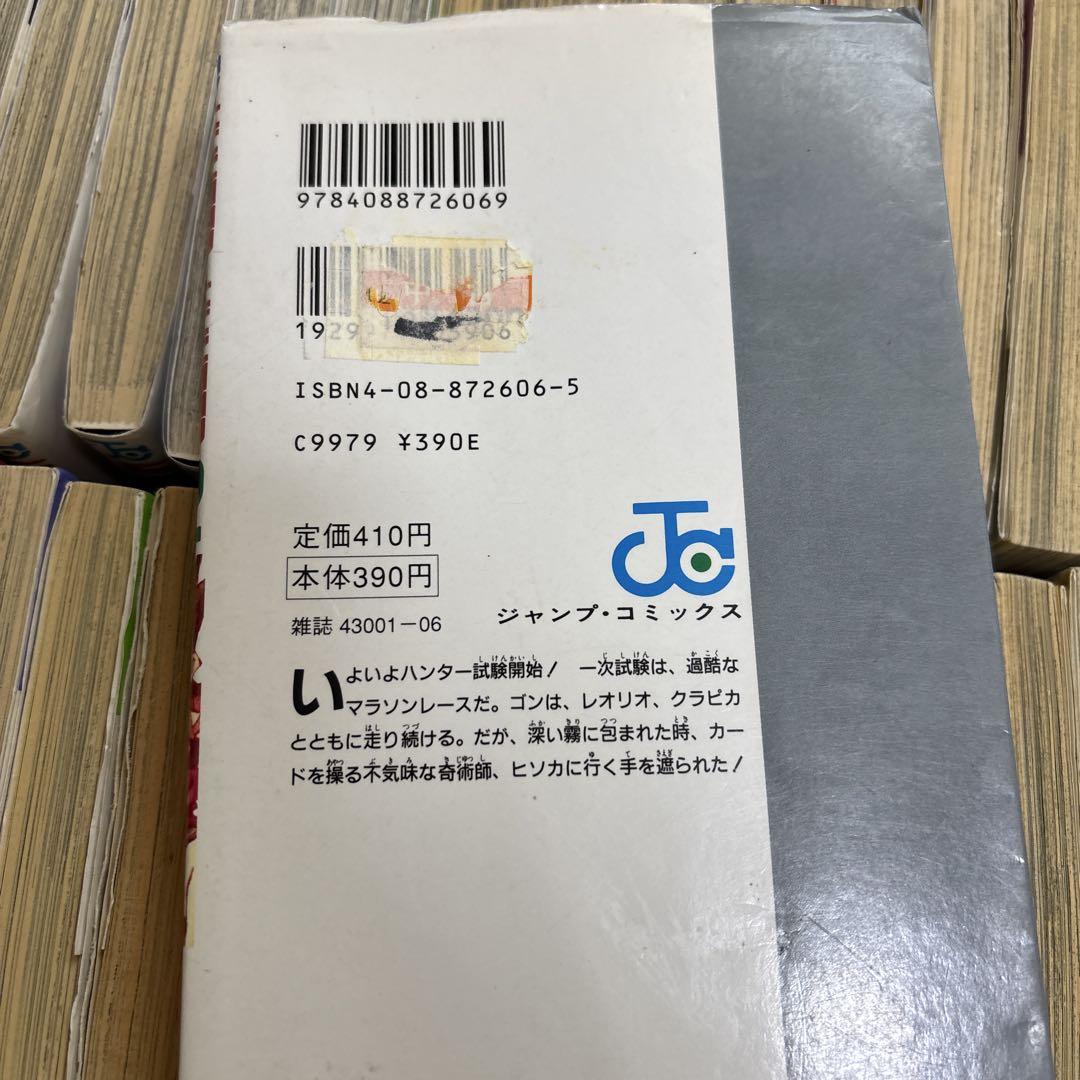 9784088726069
1929
3906
ISBN4-08-872606-5
C9979 ¥390E
定価410円
本体390円
雑誌 43001-06
JC
ジャンプ・コミックス
いよいよハンター試験開始! 一次試験は、過酷な
マラソンレースだ。ゴンは、レオリオ、クラピカ
とともに走り続ける。だが、深い霧に包まれた時、カー
ドを操る不気味な奇術師、ヒソカに行く手を遮られた!